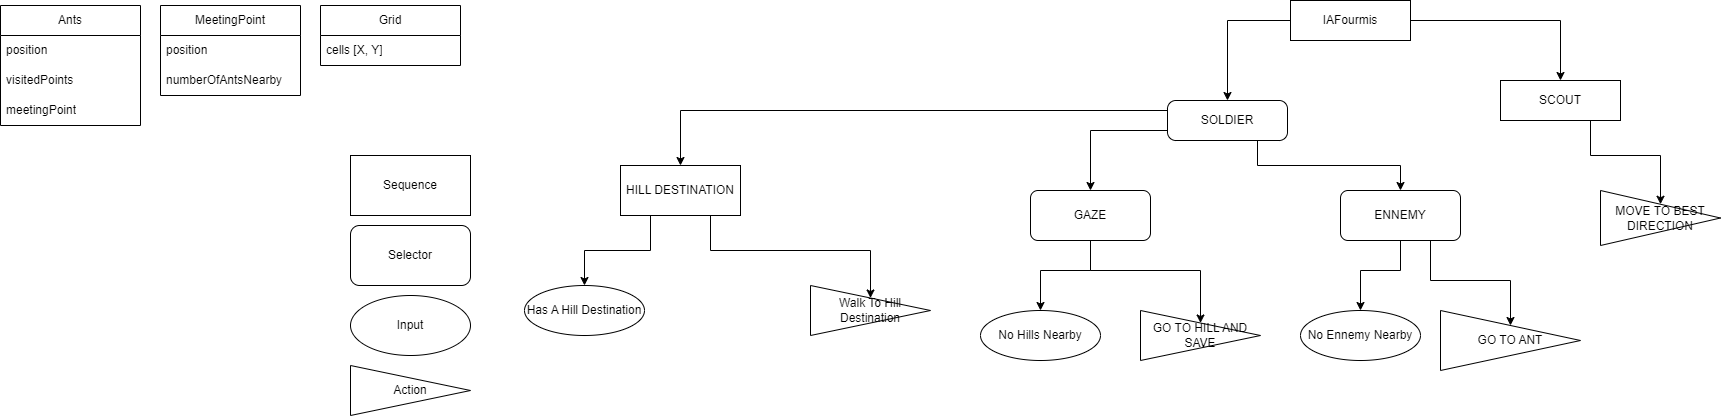 Ants
position
visitedPoints
meetingPoint
MeetingPoint
position
numberOfAntsNearby
Grid
cells [X, Y]
Sequence
Selector
Input
Action
IAFourmis
SOLDIER
SCOUT
HILL DESTINATION
GAZE
ENNEMY
MOVE TO BEST
DIRECTION
Has A Hill Destination
Walk To Hill
Destination
No Hills Nearby
GO TO HILL AND
SAVE
No Ennemy Nearby
GO TO ANT